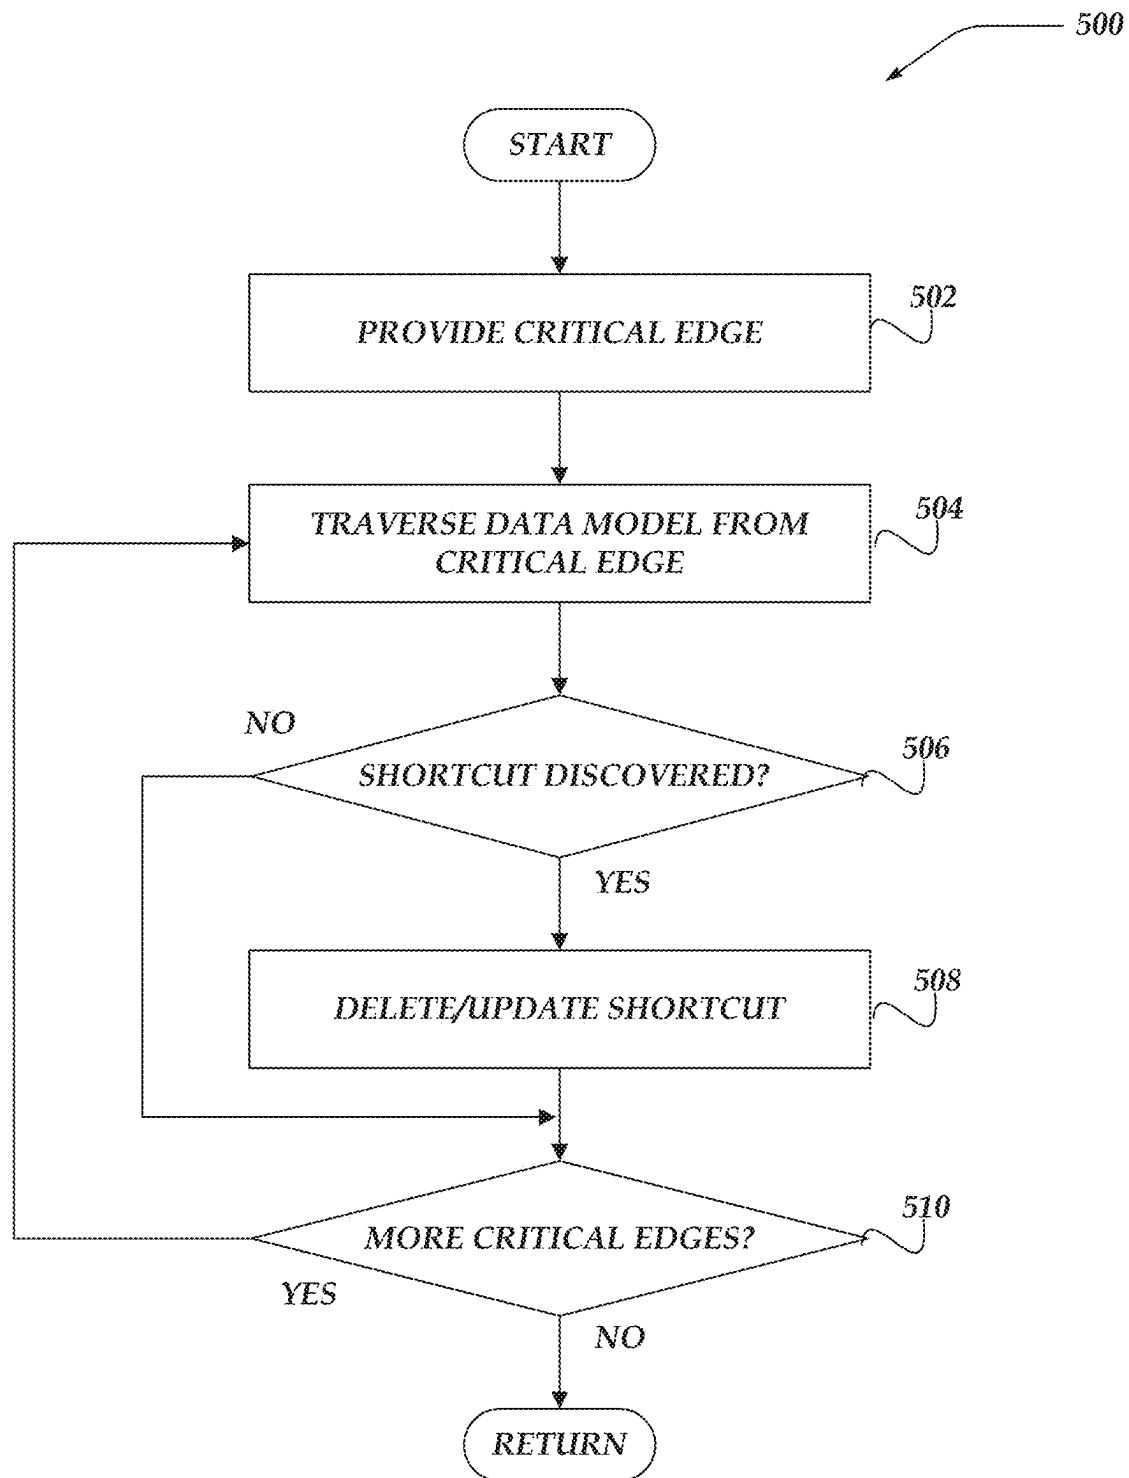 500
START
502
PROVIDE CRITICAL EDGE
504
TRAVERSE DATA MODEL FROM
CRITICAL EDGE
NO
506
SHORTCUT DISCOVERED?
YES
508
DELETE/UPDATE SHORTCUT
510
MORE CRITICAL EDGES?
YES
NO
RETURN